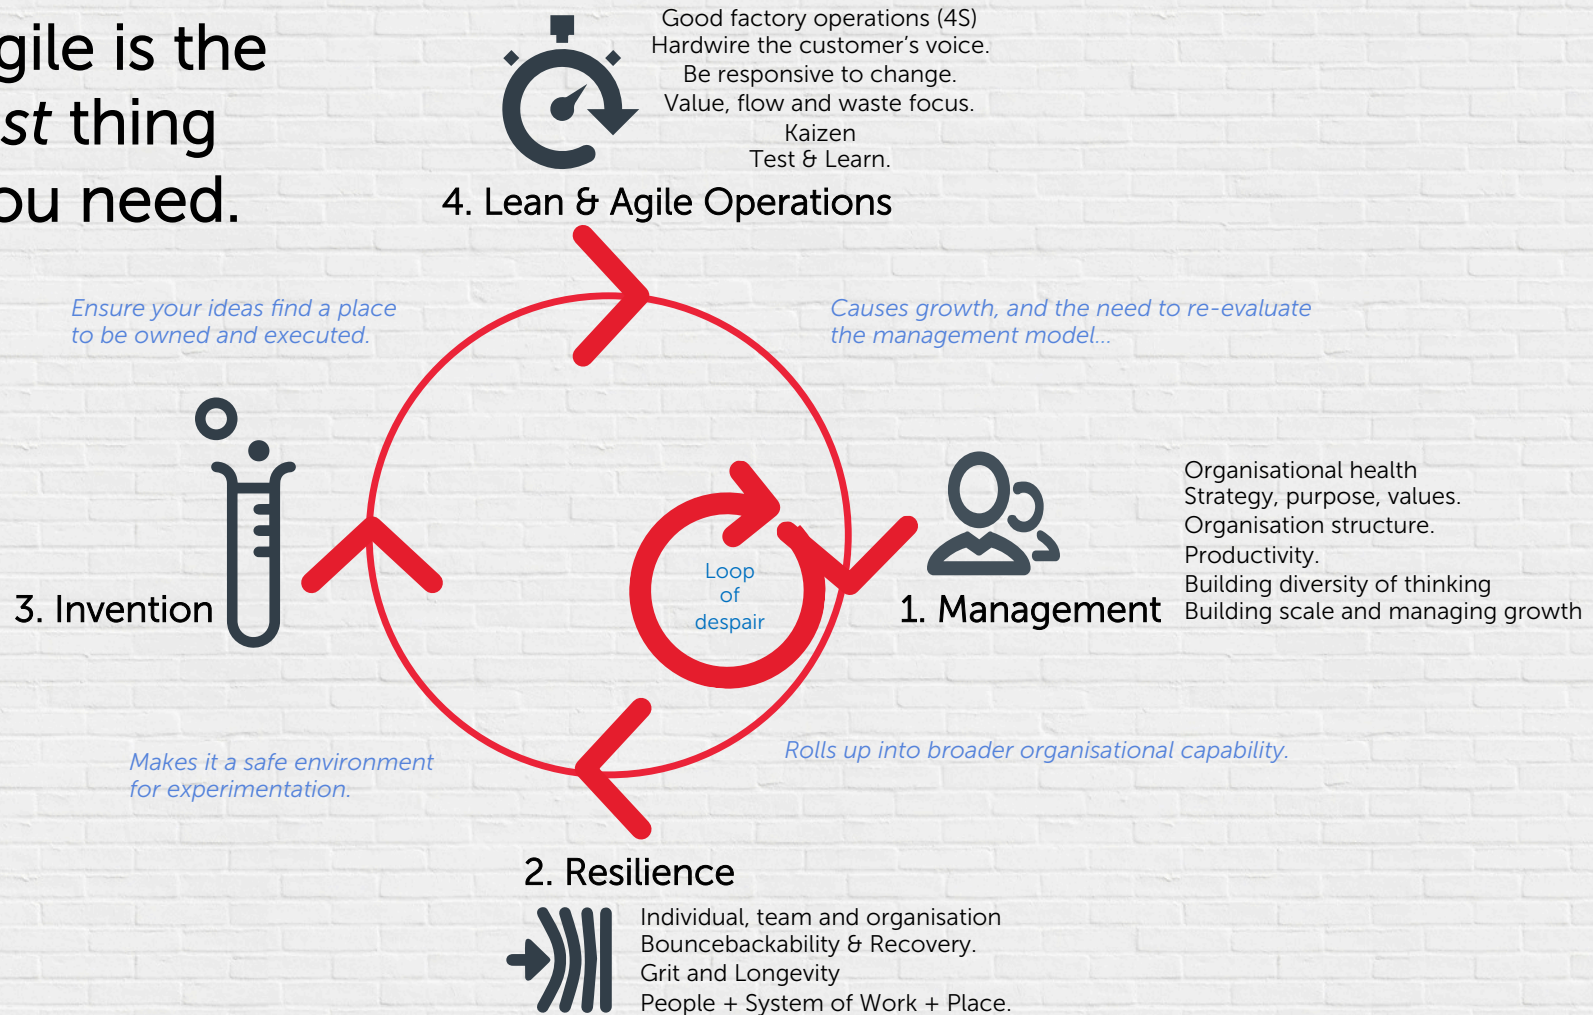 gile is the
st thing
ou need.
Good factory operations (4S)
Hardwire the customer's voice.
Be responsive to change.
Value, flow and waste focus.
Kaizen
Test & Learn.
4. Lean & Agile Operations
Ensure your ideas find a place
to be owned and executed.
Causes growth, and the need to re-evaluate
the management model...
Organisational health
Strategy, purpose, values.
Organisation structure.
Productivity.
Building diversity of thinking
Building scale and managing growth
1. Management
Loop
of
despair
3. Invention
Makes it a safe environment
for experimentation.
Rolls up into broader organisational capability.
2. Resilience
Individual, team and organisation
Bouncebackability & Recovery.
Grit and Longevity
People + System of Work + Place.